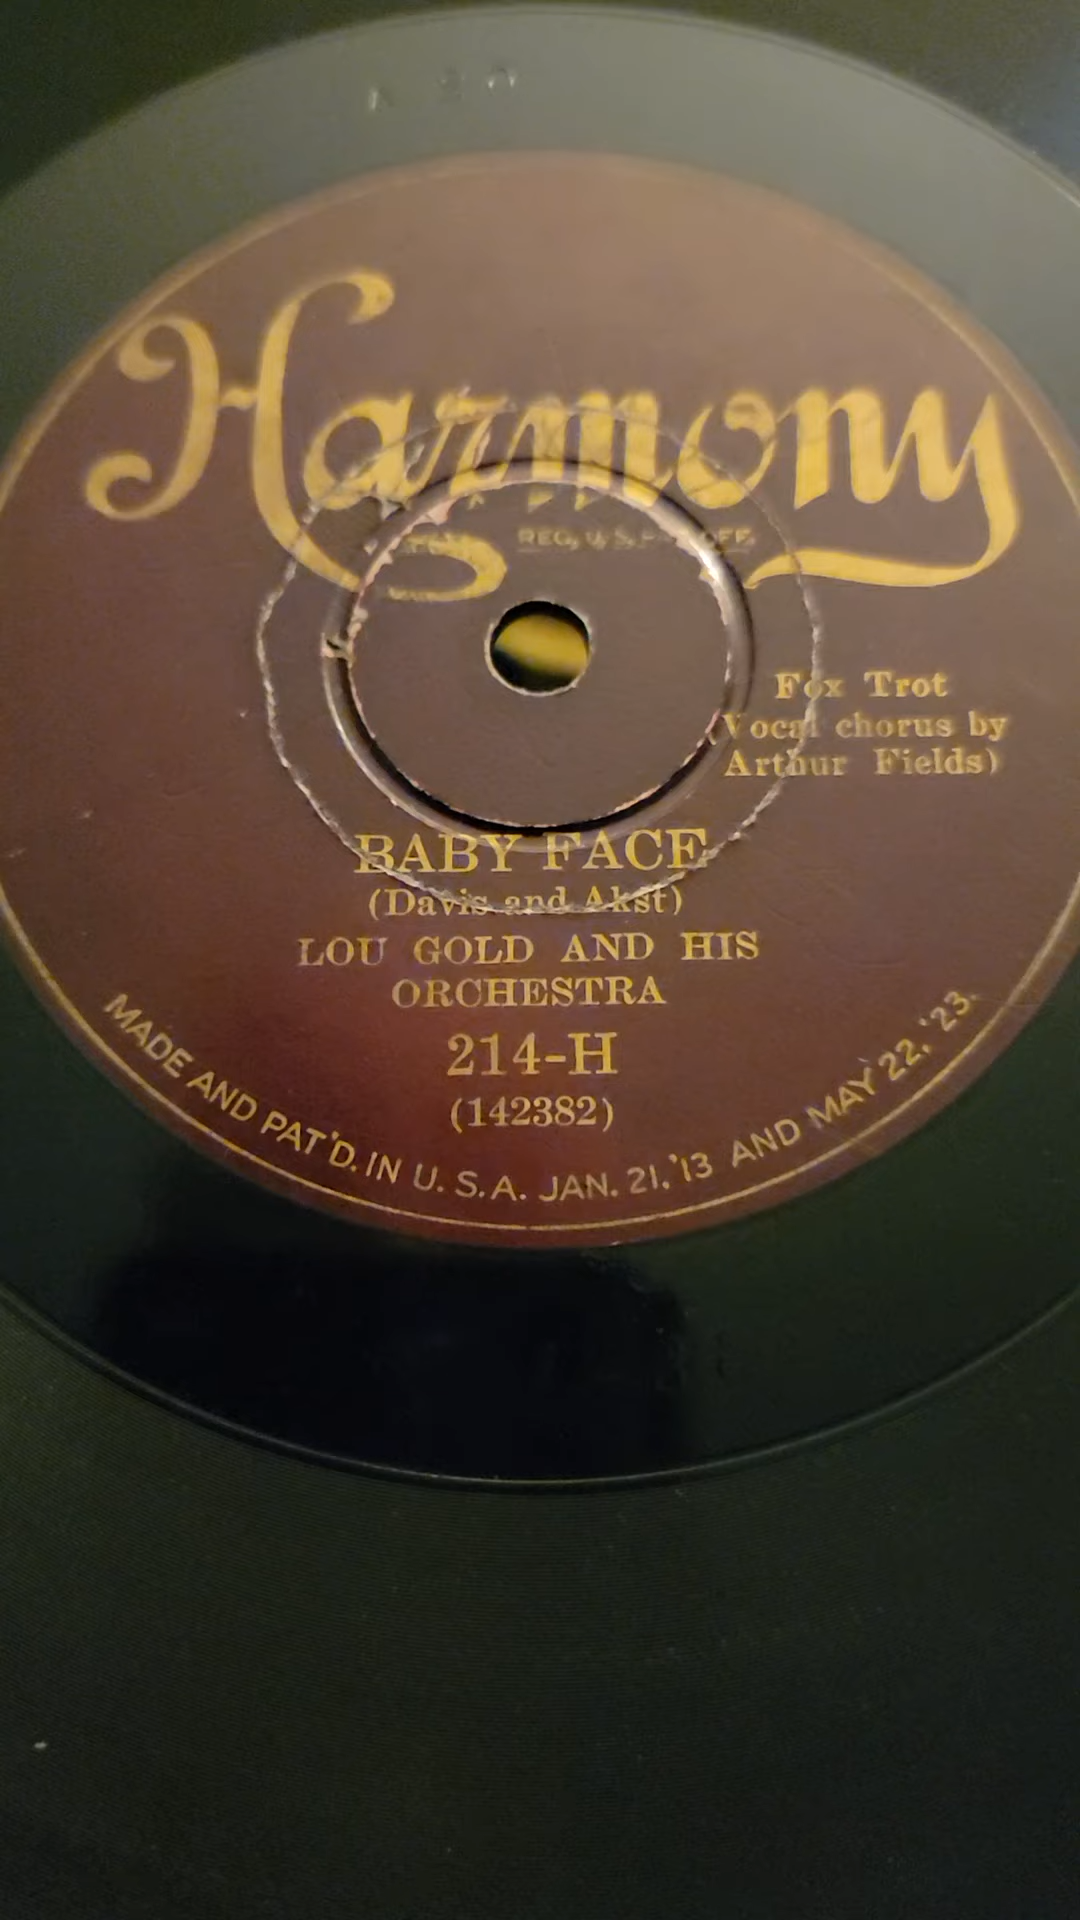 Harmony
REG. U.S. PAT. OFF.
Fox Trot
(Vocal chorus by
Arthur Fields)
BABY FACE
(Davis and Akst)
LOU GOLD AND HIS
ORCHESTRA
214-H
(142382)
MADE AND PAT'D. IN U.S.A. JAN. 21, '13 AND MAY 22, '23.